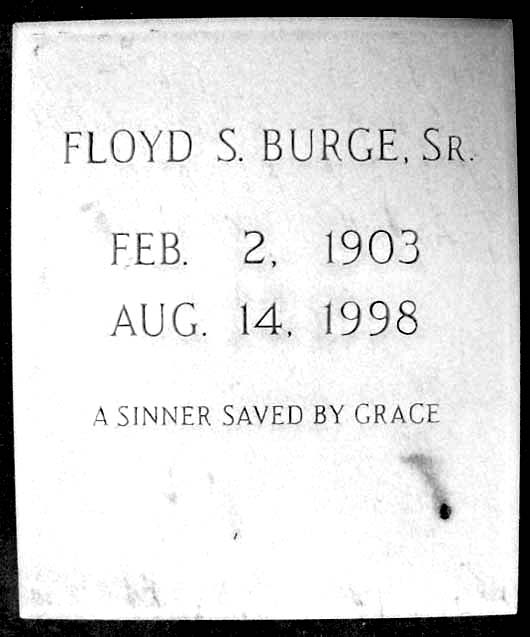 FLOYD S. BURGE, SR.
FEB. 2, 1903
AUG. 14, 1998
A SINNER SAVED BY GRACE